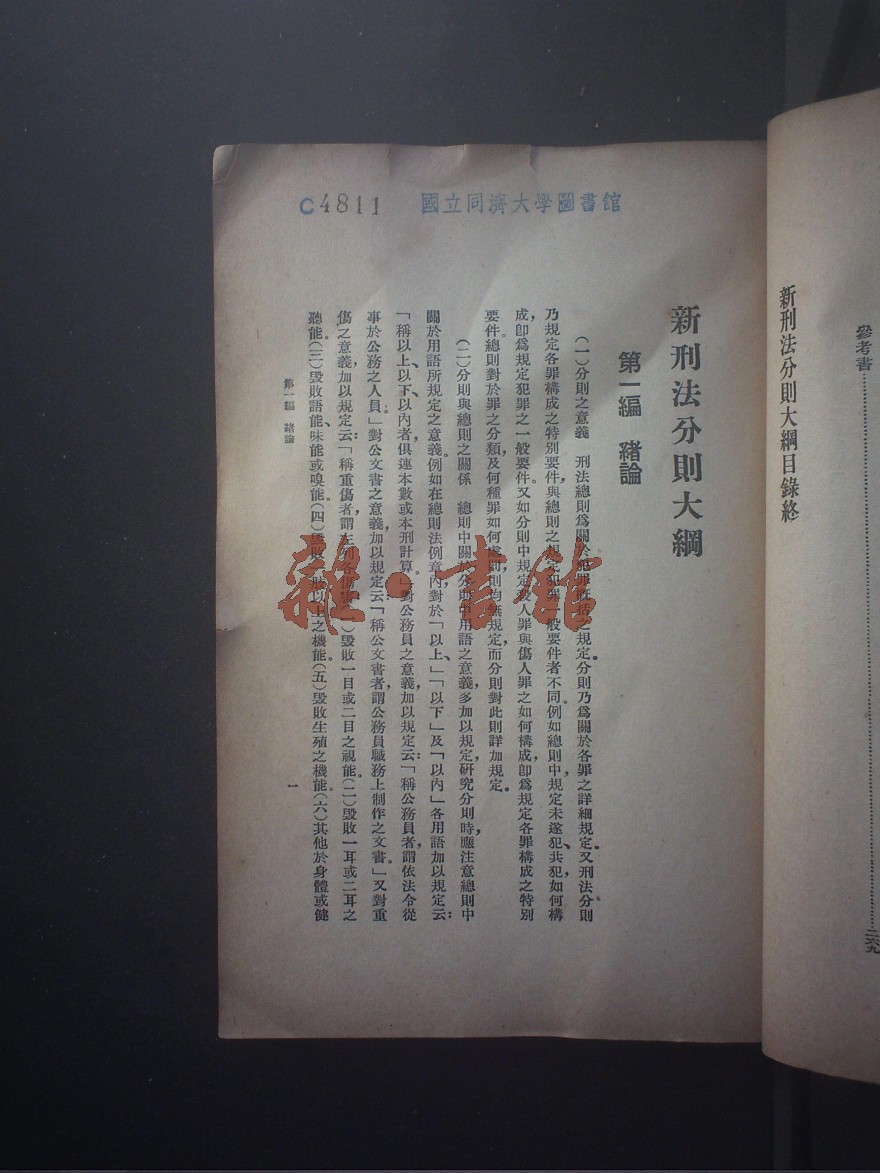 參考書……………………二六九
新刑法分則大綱目錄終
C4811 國立同濟大學圖書館
新刑法分則大綱
第一編 緒論
(一)分則之意義 刑法總則爲關於犯罪概括之規定。分則乃爲關於各罪之詳細規定。又刑法分則
乃規定各罪構成之特別要件,與總則之規定犯罪一般要件者不同。例如總則中,規定未遂犯、共犯,如何構
成,卽爲規定犯罪之一般要件。又如分則中規定殺人罪與傷人罪之如何構成,卽爲規定各罪構成之特別
要件。總則對於罪之分類,及何種罪如何處罰,則均無規定,而分則對此則詳加規定。
(二)分則與總則之關係 總則中關於分則中用語之意義,多加以規定,研究分則時,應注意總則中
關於用語所規定之意義。例如在總則法例章內,對於「以上、」「以下」及「以內」各用語加以規定云:
「稱以上、以下、以內者,俱連本數或本刑計算。」對公務員之意義,加以規定云:「稱公務員者,謂依法令從
事於公務之人員。」對公文書之意義,加以規定云:「稱公文書者,謂公務員職務上制作之文書。」又對重
傷之意義,加以規定云:「稱重傷者,謂左列各傷害(一)毀敗一目或二目之視能。(二)毀敗一耳或二耳之
聽能。(三)毀敗語能、味能或嗅能。(四)毀敗一肢以上之機能。(五)毀敗生殖之機能。(六)其他於身體或健
第一編 緒論
一
雜·書館